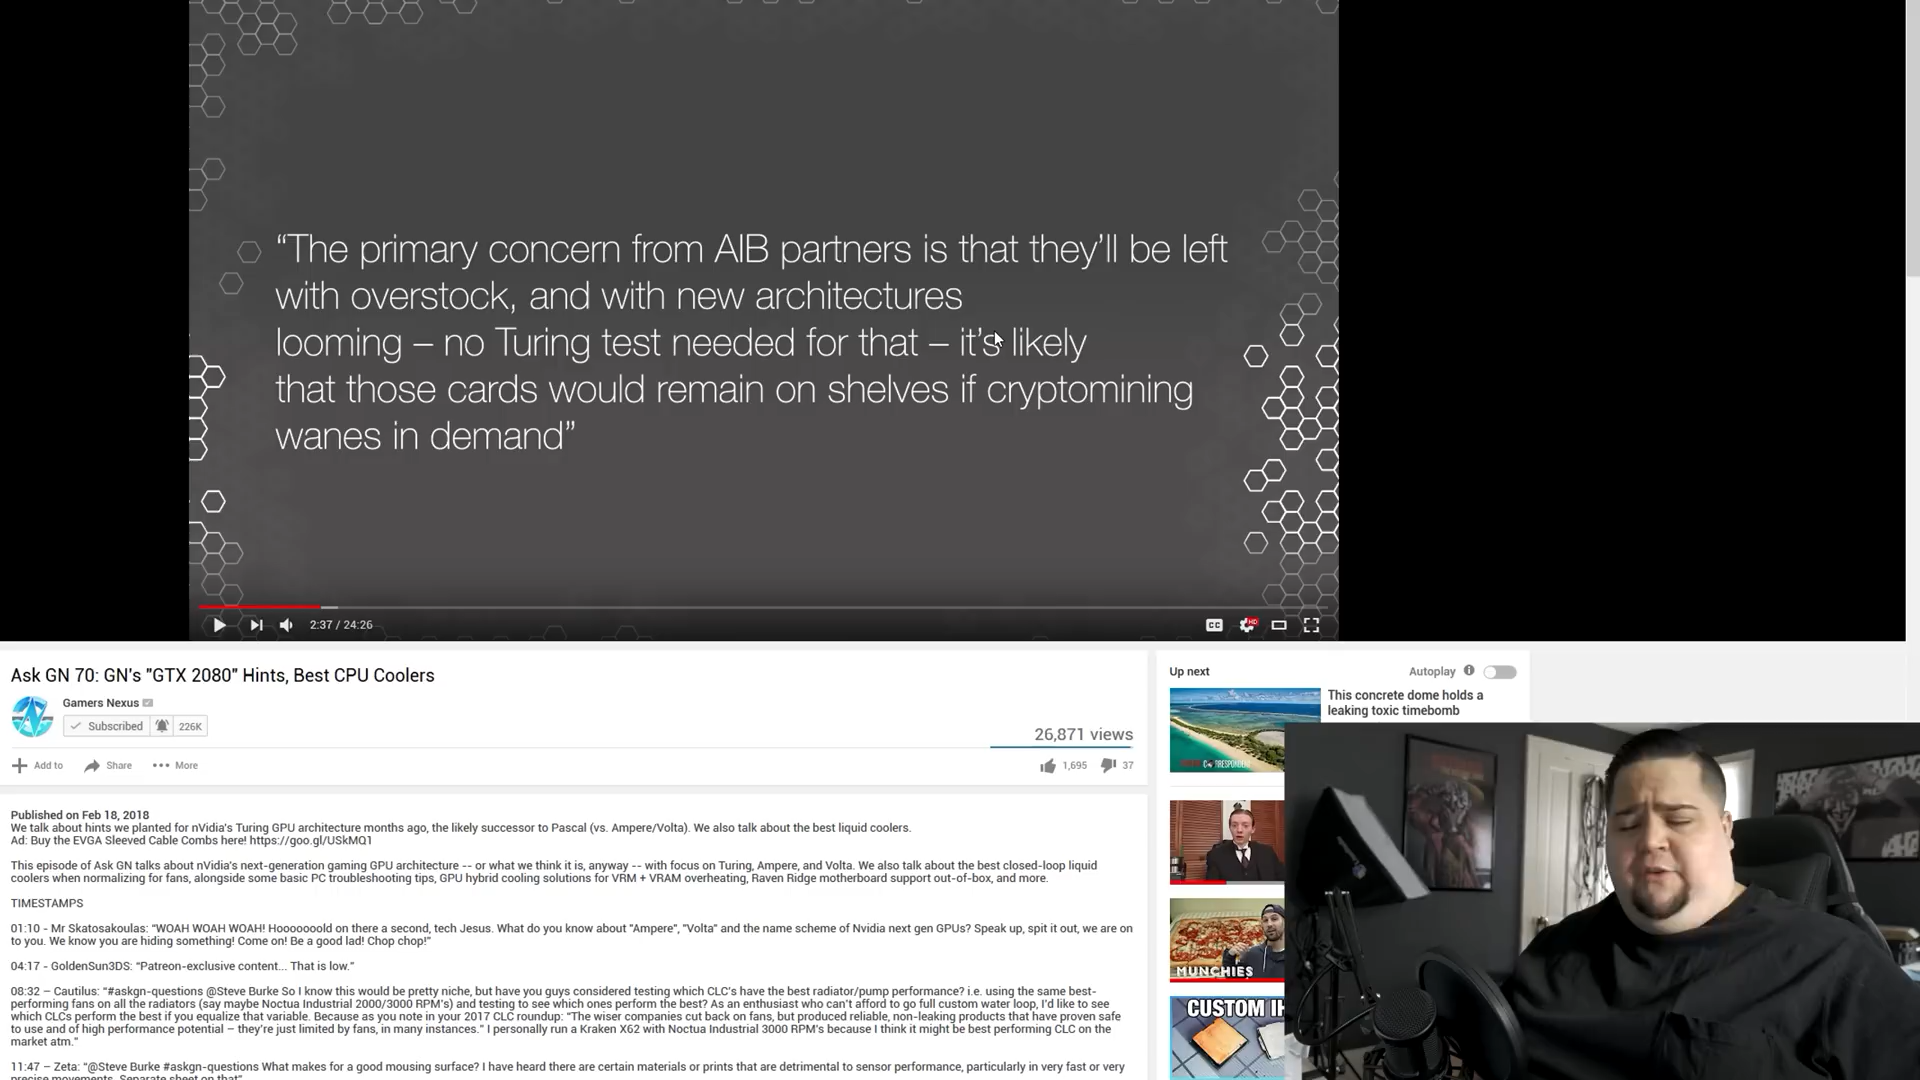 “The primary concern from AIB partners is that they’ll be left
with overstock, and with new architectures
looming – no Turing test needed for that – it’s likely
that those cards would remain on shelves if cryptomining
wanes in demand”
2:37 / 24:26
CC
HD
Ask GN 70: GN's "GTX 2080" Hints, Best CPU Coolers
Gamers Nexus
Subscribed
226K
26,871 views
Add to
Share
More
1,695
37
Published on Feb 18, 2018
We talk about hints we planted for nVidia's Turing GPU architecture months ago, the likely successor to Pascal (vs. Ampere/Volta). We also talk about the best liquid coolers.
Ad: Buy the EVGA Sleeved Cable Combs here! https://goo.gl/USkMQ1
This episode of Ask GN talks about nVidia's next-generation gaming GPU architecture -- or what we think it is, anyway -- with focus on Turing, Ampere, and Volta. We also talk about the best closed-loop liquid
coolers when normalizing for fans, alongside some basic PC troubleshooting tips, GPU hybrid cooling solutions for VRM + VRAM overheating, Raven Ridge motherboard support out-of-box, and more.
TIMESTAMPS
01:10 - Mr Skatosakoulas: “WOAH WOAH WOAH! Hooooooold on there a second, tech Jesus. What do you know about "Ampere", "Volta" and the name scheme of Nvidia next gen GPUs? Speak up, spit it out, we are on
to you. We know you are hiding something! Come on! Be a good lad! Chop chop!”
04:17 - GoldenSun3DS: “Patreon-exclusive content... That is low.”
08:32 – Cautilus: “#askgn-questions @Steve Burke So I know this would be pretty niche, but have you guys considered testing which CLC's have the best radiator/pump performance? i.e. using the same best-
performing fans on all the radiators (say maybe Noctua Industrial 2000/3000 RPM's) and testing to see which ones perform the best? As an enthusiast who can't afford to go full custom water loop, I'd like to see
which CLCs perform the best if you equalize that variable. Because as you note in your 2017 CLC roundup: “The wiser companies cut back on fans, but produced reliable, non-leaking products that have proven safe
to use and of high performance potential – they're just limited by fans, in many instances.” I personally run a Kraken X62 with Noctua Industrial 3000 RPM's because I think it might be best performing CLC on the
market atm.”
11:47 – Zeta: “@Steve Burke #askgn-questions What makes for a good mousing surface? I have heard there are certain materials or prints that are detrimental to sensor performance, particularly in very fast or very
precise movements. Separate sheet on that”
Up next
Autoplay
This concrete dome holds a
leaking toxic timebomb
MUNCHIES
CUSTOM IH